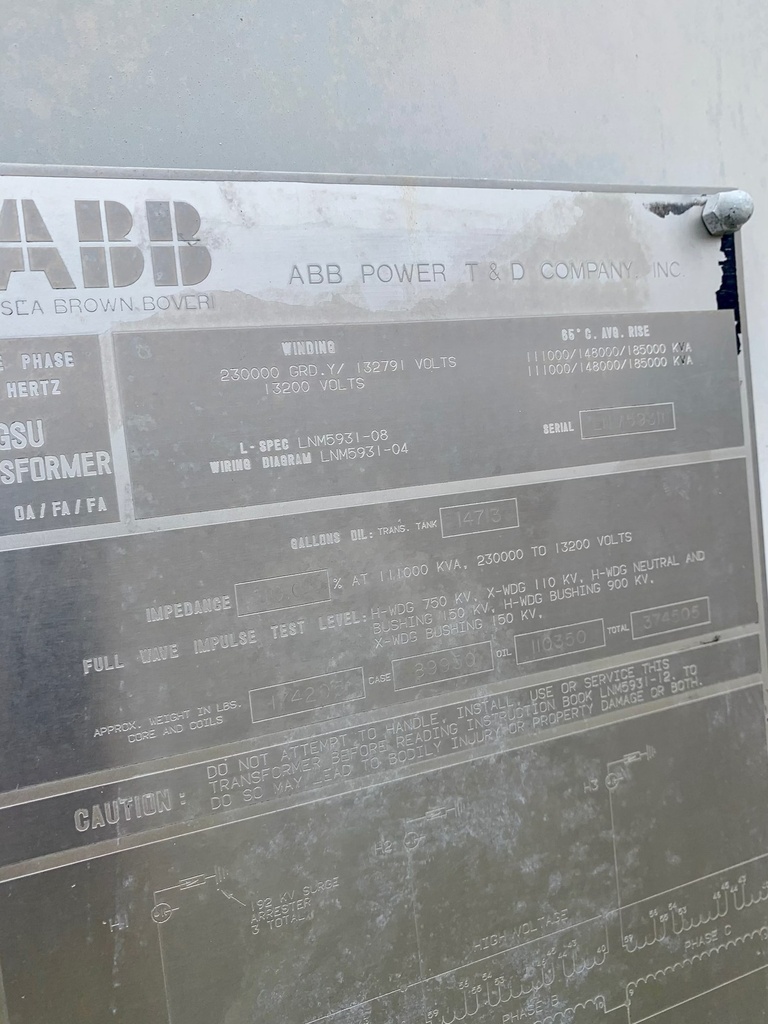 ABB
SEA BROWN BOVERI
ABB POWER T & D COMPANY, INC.
PHASE
HERTZ
GSU
SFORMER
OA/FA/FA
WINDING
230000 GRD.Y/ 132791 VOLTS
13200 VOLTS
65° C. AVG. RISE
111000/148000/185000 KVA
111000/148000/185000 KVA
L-SPEC LNM5931-08
WIRING DIAGRAM LNM5931-04
SERIAL
GALLONS OIL: TRANS. TANK 14713
IMPEDANCE % AT 111000 KVA, 230000 TO 13200 VOLTS
FULL WAVE IMPULSE TEST LEVEL: H-WDG 750 KV, X-WDG 110 KV, H-WDG NEUTRAL AND
BUSHING 150 KV, H-WDG BUSHING 900 KV,
X-WDG BUSHING 150 KV.
APPROX. WEIGHT IN LBS.
CORE AND COILS CASE OIL 110350 TOTAL 374605
CAUTION: DO NOT ATTEMPT TO HANDLE, INSTALL, USE OR SERVICE THIS
TRANSFORMER BEFORE READING INSTRUCTION BOOK LNM5931-12. TO
DO SO MAY LEAD TO BODILY INJURY OR PROPERTY DAMAGE OR BOTH.
H3
H2
H1
192 KV SURGE
ARRESTER
3 TOTAL
HIGH VOLTAGE
PHASE C
PHASE B